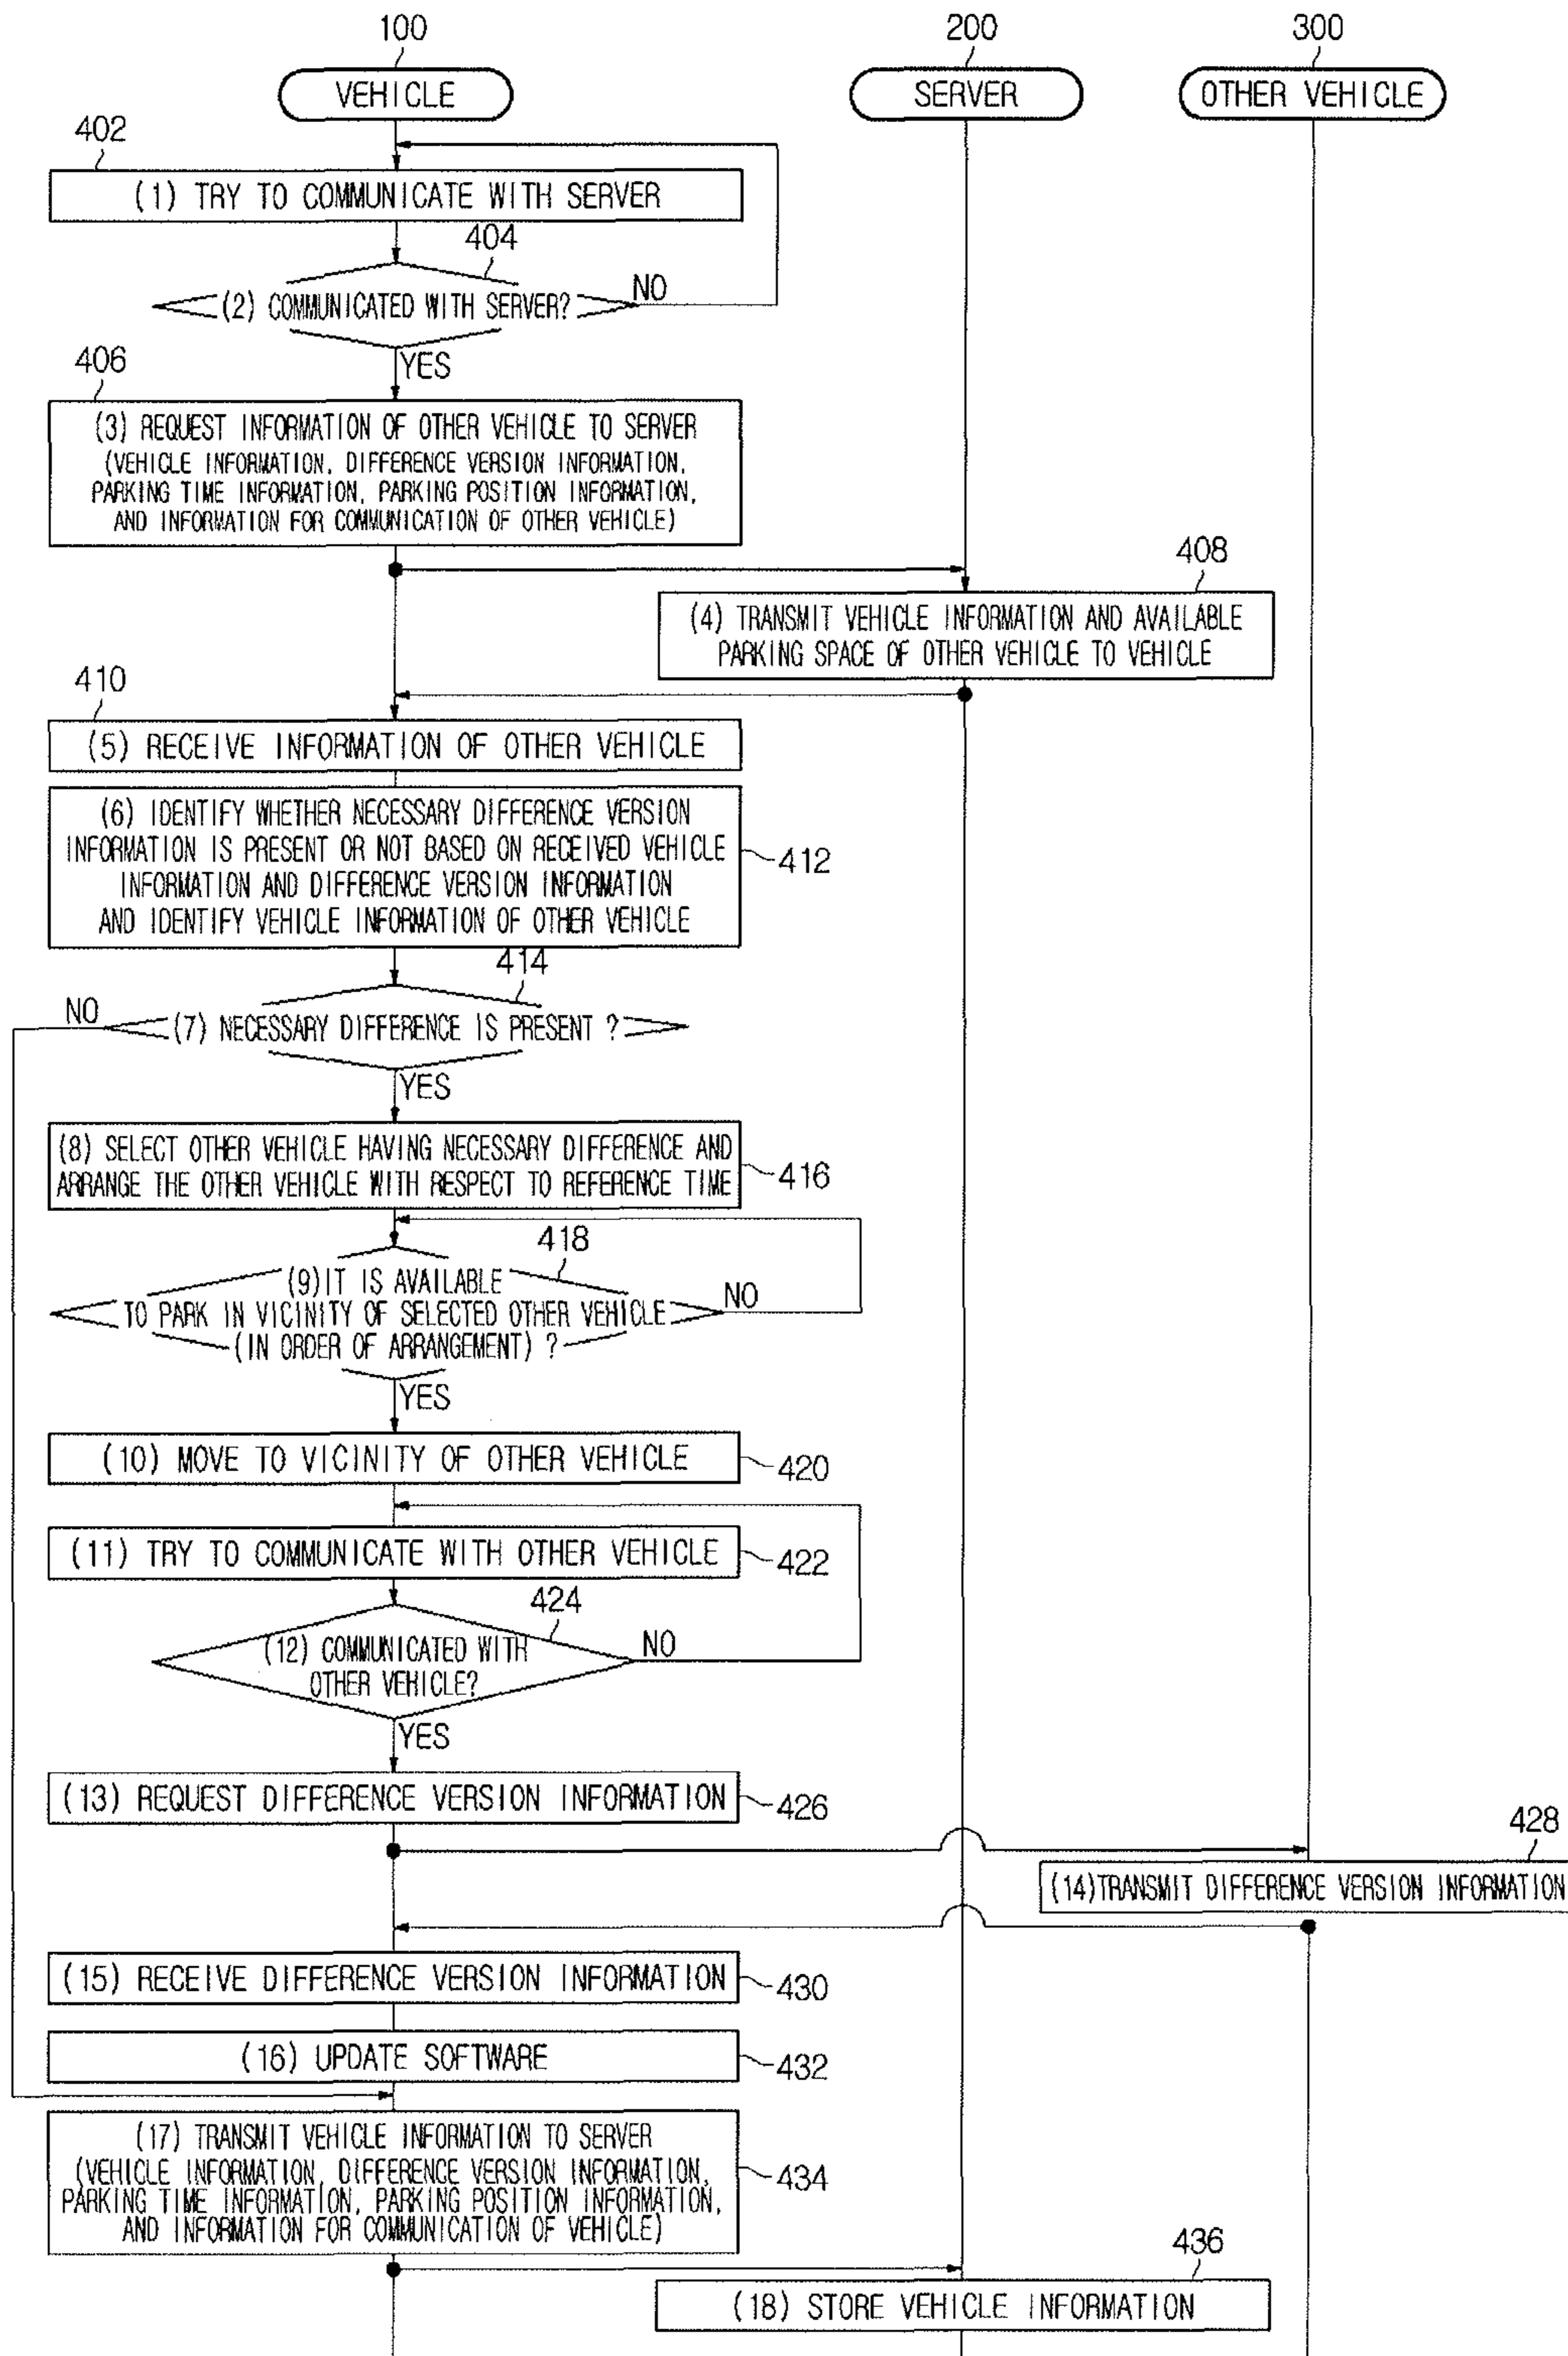 100
200
300
VEHICLE
SERVER
OTHER VEHICLE
402
(1) TRY TO COMMUNICATE WITH SERVER
404
(2) COMMUNICATED WITH SERVER?
NO
YES
406
(3) REQUEST INFORMATION OF OTHER VEHICLE TO SERVER
(VEHICLE INFORMATION, DIFFERENCE VERSION INFORMATION,
PARKING TIME INFORMATION, PARKING POSITION INFORMATION,
AND INFORMATION FOR COMMUNICATION OF OTHER VEHICLE)
408
(4) TRANSMIT VEHICLE INFORMATION AND AVAILABLE
PARKING SPACE OF OTHER VEHICLE TO VEHICLE
410
(5) RECEIVE INFORMATION OF OTHER VEHICLE
(6) IDENTIFY WHETHER NECESSARY DIFFERENCE VERSION
INFORMATION IS PRESENT OR NOT BASED ON RECEIVED VEHICLE
INFORMATION AND DIFFERENCE VERSION INFORMATION
AND IDENTIFY VEHICLE INFORMATION OF OTHER VEHICLE
412
414
NO
(7) NECESSARY DIFFERENCE IS PRESENT ?
YES
(8) SELECT OTHER VEHICLE HAVING NECESSARY DIFFERENCE AND
ARRANGE THE OTHER VEHICLE WITH RESPECT TO REFERENCE TIME
416
418
(9)IT IS AVAILABLE
TO PARK IN VICINITY OF SELECTED OTHER VEHICLE
(IN ORDER OF ARRANGEMENT) ?
NO
YES
(10) MOVE TO VICINITY OF OTHER VEHICLE
420
(11) TRY TO COMMUNICATE WITH OTHER VEHICLE
422
424
(12) COMMUNICATED WITH
OTHER VEHICLE?
NO
YES
(13) REQUEST DIFFERENCE VERSION INFORMATION
426
428
(14)TRANSMIT DIFFERENCE VERSION INFORMATION
(15) RECEIVE DIFFERENCE VERSION INFORMATION
430
(16) UPDATE SOFTWARE
432
(17) TRANSMIT VEHICLE INFORMATION TO SERVER
(VEHICLE INFORMATION, DIFFERENCE VERSION INFORMATION,
PARKING TIME INFORMATION, PARKING POSITION INFORMATION,
AND INFORMATION FOR COMMUNICATION OF VEHICLE)
434
436
(18) STORE VEHICLE INFORMATION